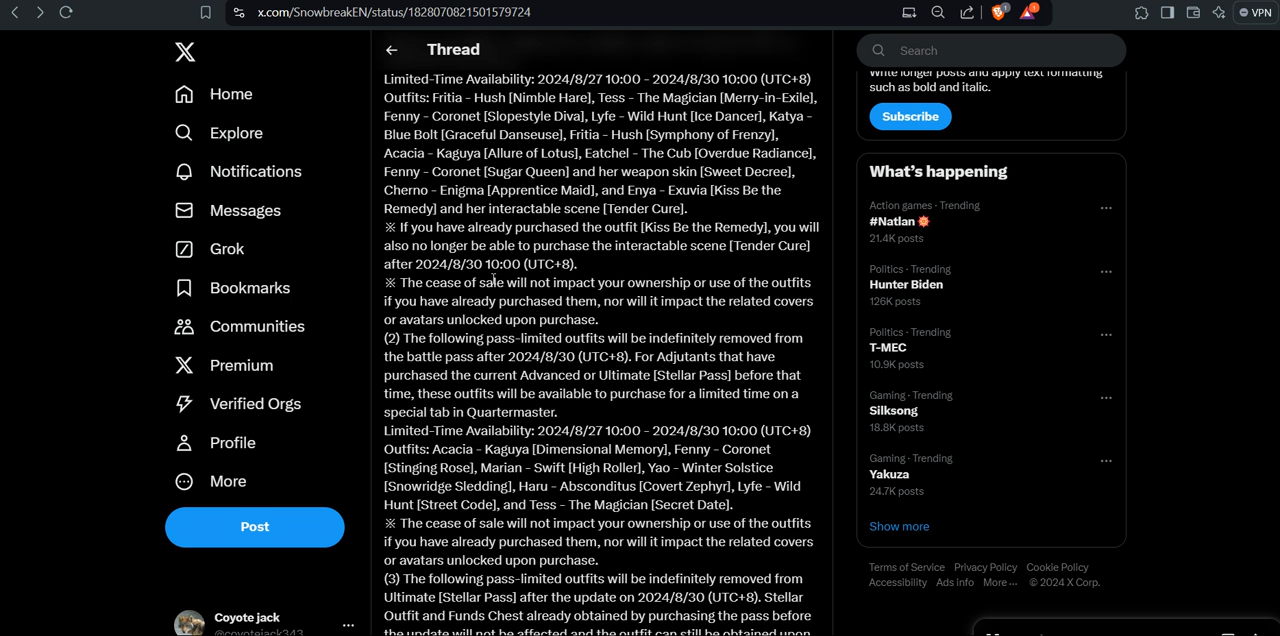 x.com/SnowbreakEN/status/1828070821501579724
1
1
VPN
Home
Explore
Notifications
Messages
Grok
Bookmarks
Communities
Premium
Verified Orgs
Profile
More
Post
Coyote jack
@coyotejack343
Thread
Limited-Time Availability: 2024/8/27 10:00 - 2024/8/30 10:00 (UTC+8)
Outfits: Fritia - Hush [Nimble Hare], Tess - The Magician [Merry-in-Exile],
Fenny - Coronet [Slopestyle Diva], Lyfe - Wild Hunt [Ice Dancer], Katya -
Blue Bolt [Graceful Danseuse], Fritia - Hush [Symphony of Frenzy],
Acacia - Kaguya [Allure of Lotus], Eatchel - The Cub [Overdue Radiance],
Fenny - Coronet [Sugar Queen] and her weapon skin [Sweet Decree],
Cherno - Enigma [Apprentice Maid], and Enya - Exuvia [Kiss Be the
Remedy] and her interactable scene [Tender Cure].
※ If you have already purchased the outfit [Kiss Be the Remedy], you will
also no longer be able to purchase the interactable scene [Tender Cure]
after 2024/8/30 10:00 (UTC+8).
※ The cease of sale will not impact your ownership or use of the outfits
if you have already purchased them, nor will it impact the related covers
or avatars unlocked upon purchase.
(2) The following pass-limited outfits will be indefinitely removed from
the battle pass after 2024/8/30 (UTC+8). For Adjutants that have
purchased the current Advanced or Ultimate [Stellar Pass] before that
time, these outfits will be available to purchase for a limited time on a
special tab in Quartermaster.
Limited-Time Availability: 2024/8/27 10:00 - 2024/8/30 10:00 (UTC+8)
Outfits: Acacia - Kaguya [Dimensional Memory], Fenny - Coronet
[Stinging Rose], Marian - Swift [High Roller], Yao - Winter Solstice
[Snowridge Sledding], Haru - Absconditus [Covert Zephyr], Lyfe - Wild
Hunt [Street Code], and Tess - The Magician [Secret Date].
※ The cease of sale will not impact your ownership or use of the outfits
if you have already purchased them, nor will it impact the related covers
or avatars unlocked upon purchase.
(3) The following pass-limited outfits will be indefinitely removed from
Ultimate [Stellar Pass] after the update on 2024/8/30 (UTC+8). Stellar
Outfit and Funds Chest already obtained by purchasing the pass before
the update will not be affected and the outfit can still be obtained upon
Search
Write longer posts and apply text formatting
such as bold and italic.
Subscribe
What's happening
Action games · Trending
#Natlan
21.4K posts
Politics · Trending
Hunter Biden
126K posts
Politics · Trending
T-MEC
10.9K posts
Gaming · Trending
Silksong
18.8K posts
Gaming · Trending
Yakuza
24.7K posts
Show more
Terms of Service Privacy Policy Cookie Policy
Accessibility Ads info More ··· © 2024 X Corp.